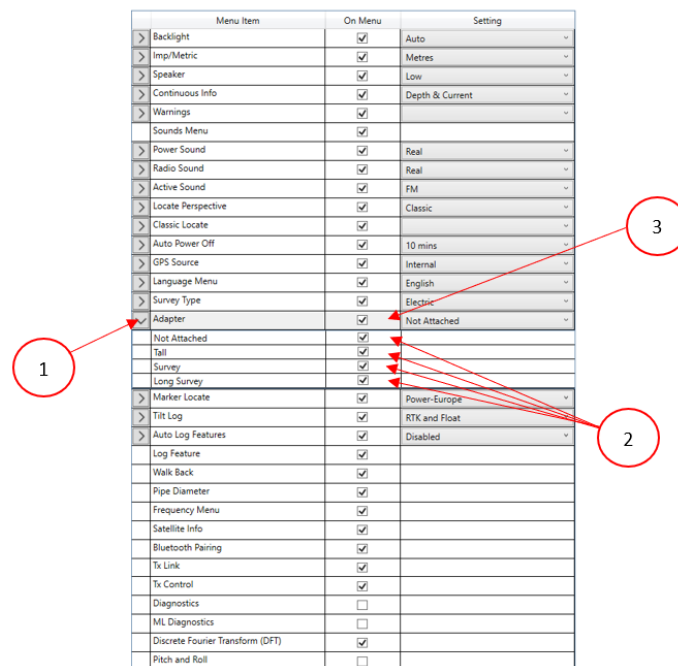 Menu Item On Menu Setting
Backlight Auto
Imp/Metric Metres
Speaker Low
Continuous Info Depth & Current
Warnings
Sounds Menu
Power Sound Real
Radio Sound Real
Active Sound FM
Locate Perspective Classic
Classic Locate
3
Auto Power Off 10 mins
GPS Source Internal
Language Menu English
Survey Type Electric
Adapter Not Attached
Not Attached
Tall
1
Survey
Long Survey
Marker Locate Power-Europe
Tilt Log RTK and Float
2
Auto Log Features Disabled
Log Feature
Walk Back
Pipe Diameter
Frequency Menu
Satellite Info
Bluetooth Pairing
Tx Link
Tx Control
Diagnostics
ML Diagnostics
Discrete Fourier Transform (DFT)
Pitch and Roll